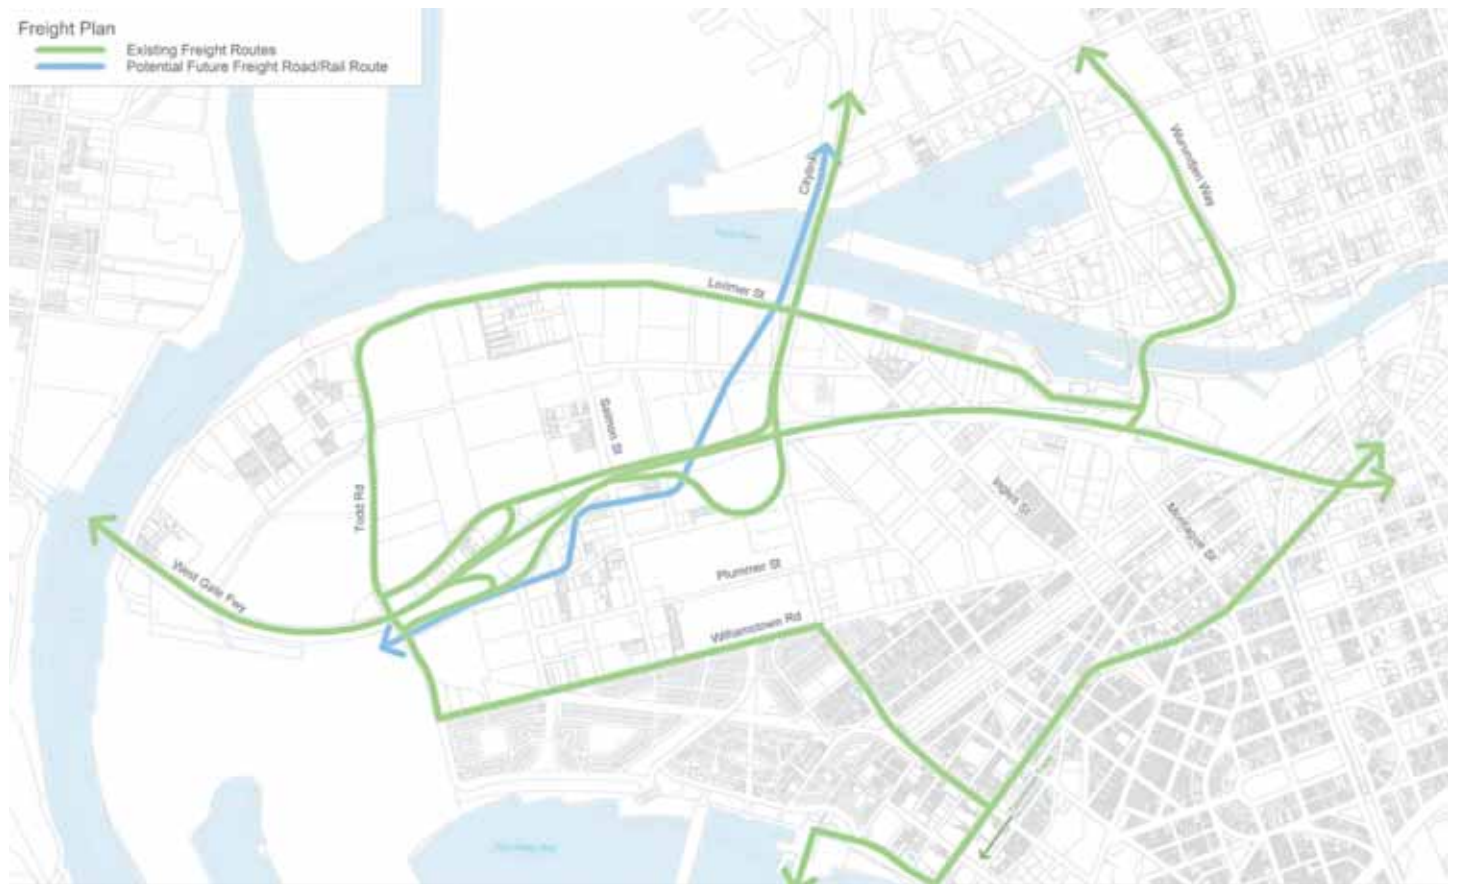 Freight Plan
Existing Freight Routes
Potential Future Freight Road/Rail Route
Citylink
Wurundjeri Way
Lorimer St
Salmon St
Todd Rd
Ingles St
Montague St
West Gate Fwy
Plummer St
Williamstown Rd